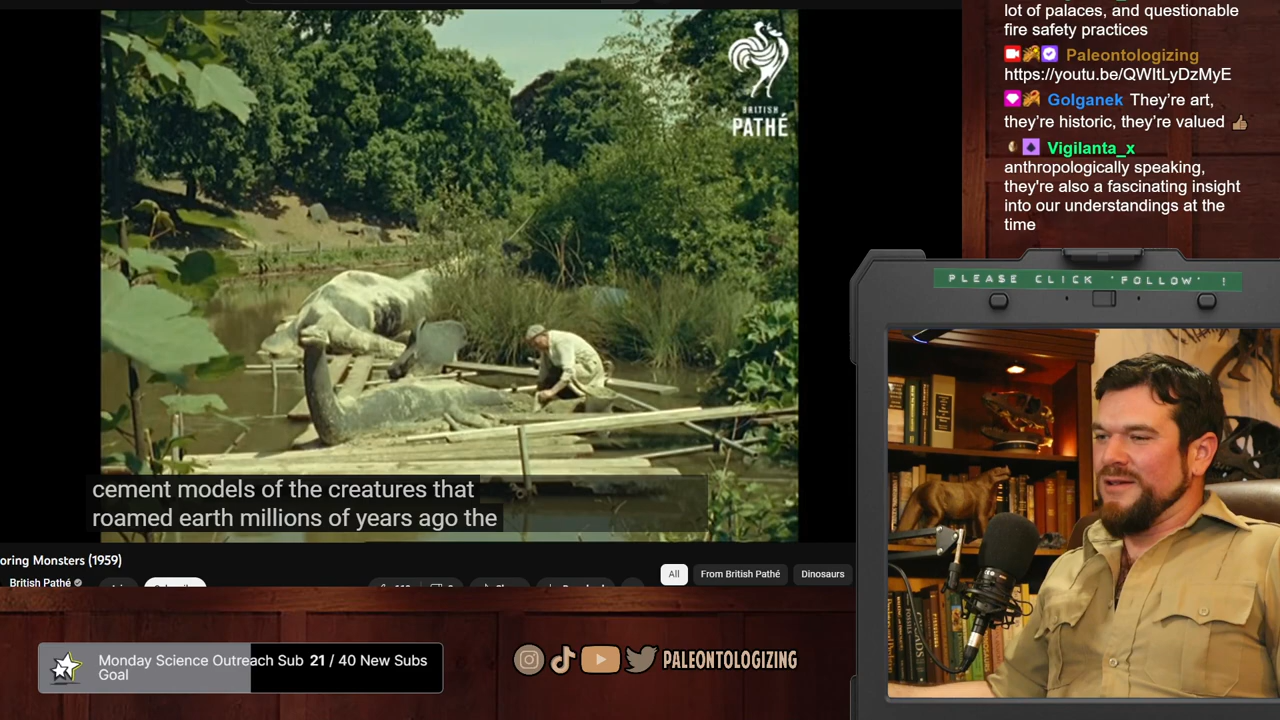 BRITISH
PATHÉ
cement models of the creatures that
roamed earth millions of years ago the
oring Monsters (1959)
British Pathé
All
From British Pathé
Dinosaurs
Monday Science Outreach Sub 21 / 40 New Subs
Goal
PALEONTOLOGIZING
lot of palaces, and questionable
fire safety practices
Paleontologizing
https://youtu.be/QWItLyDzMyE
Golganek They're art,
they're historic, they're valued
Vigilanta_x
anthropologically speaking,
they're also a fascinating insight
into our understandings at the
time
PLEASE CLICK 'FOLLOW' !